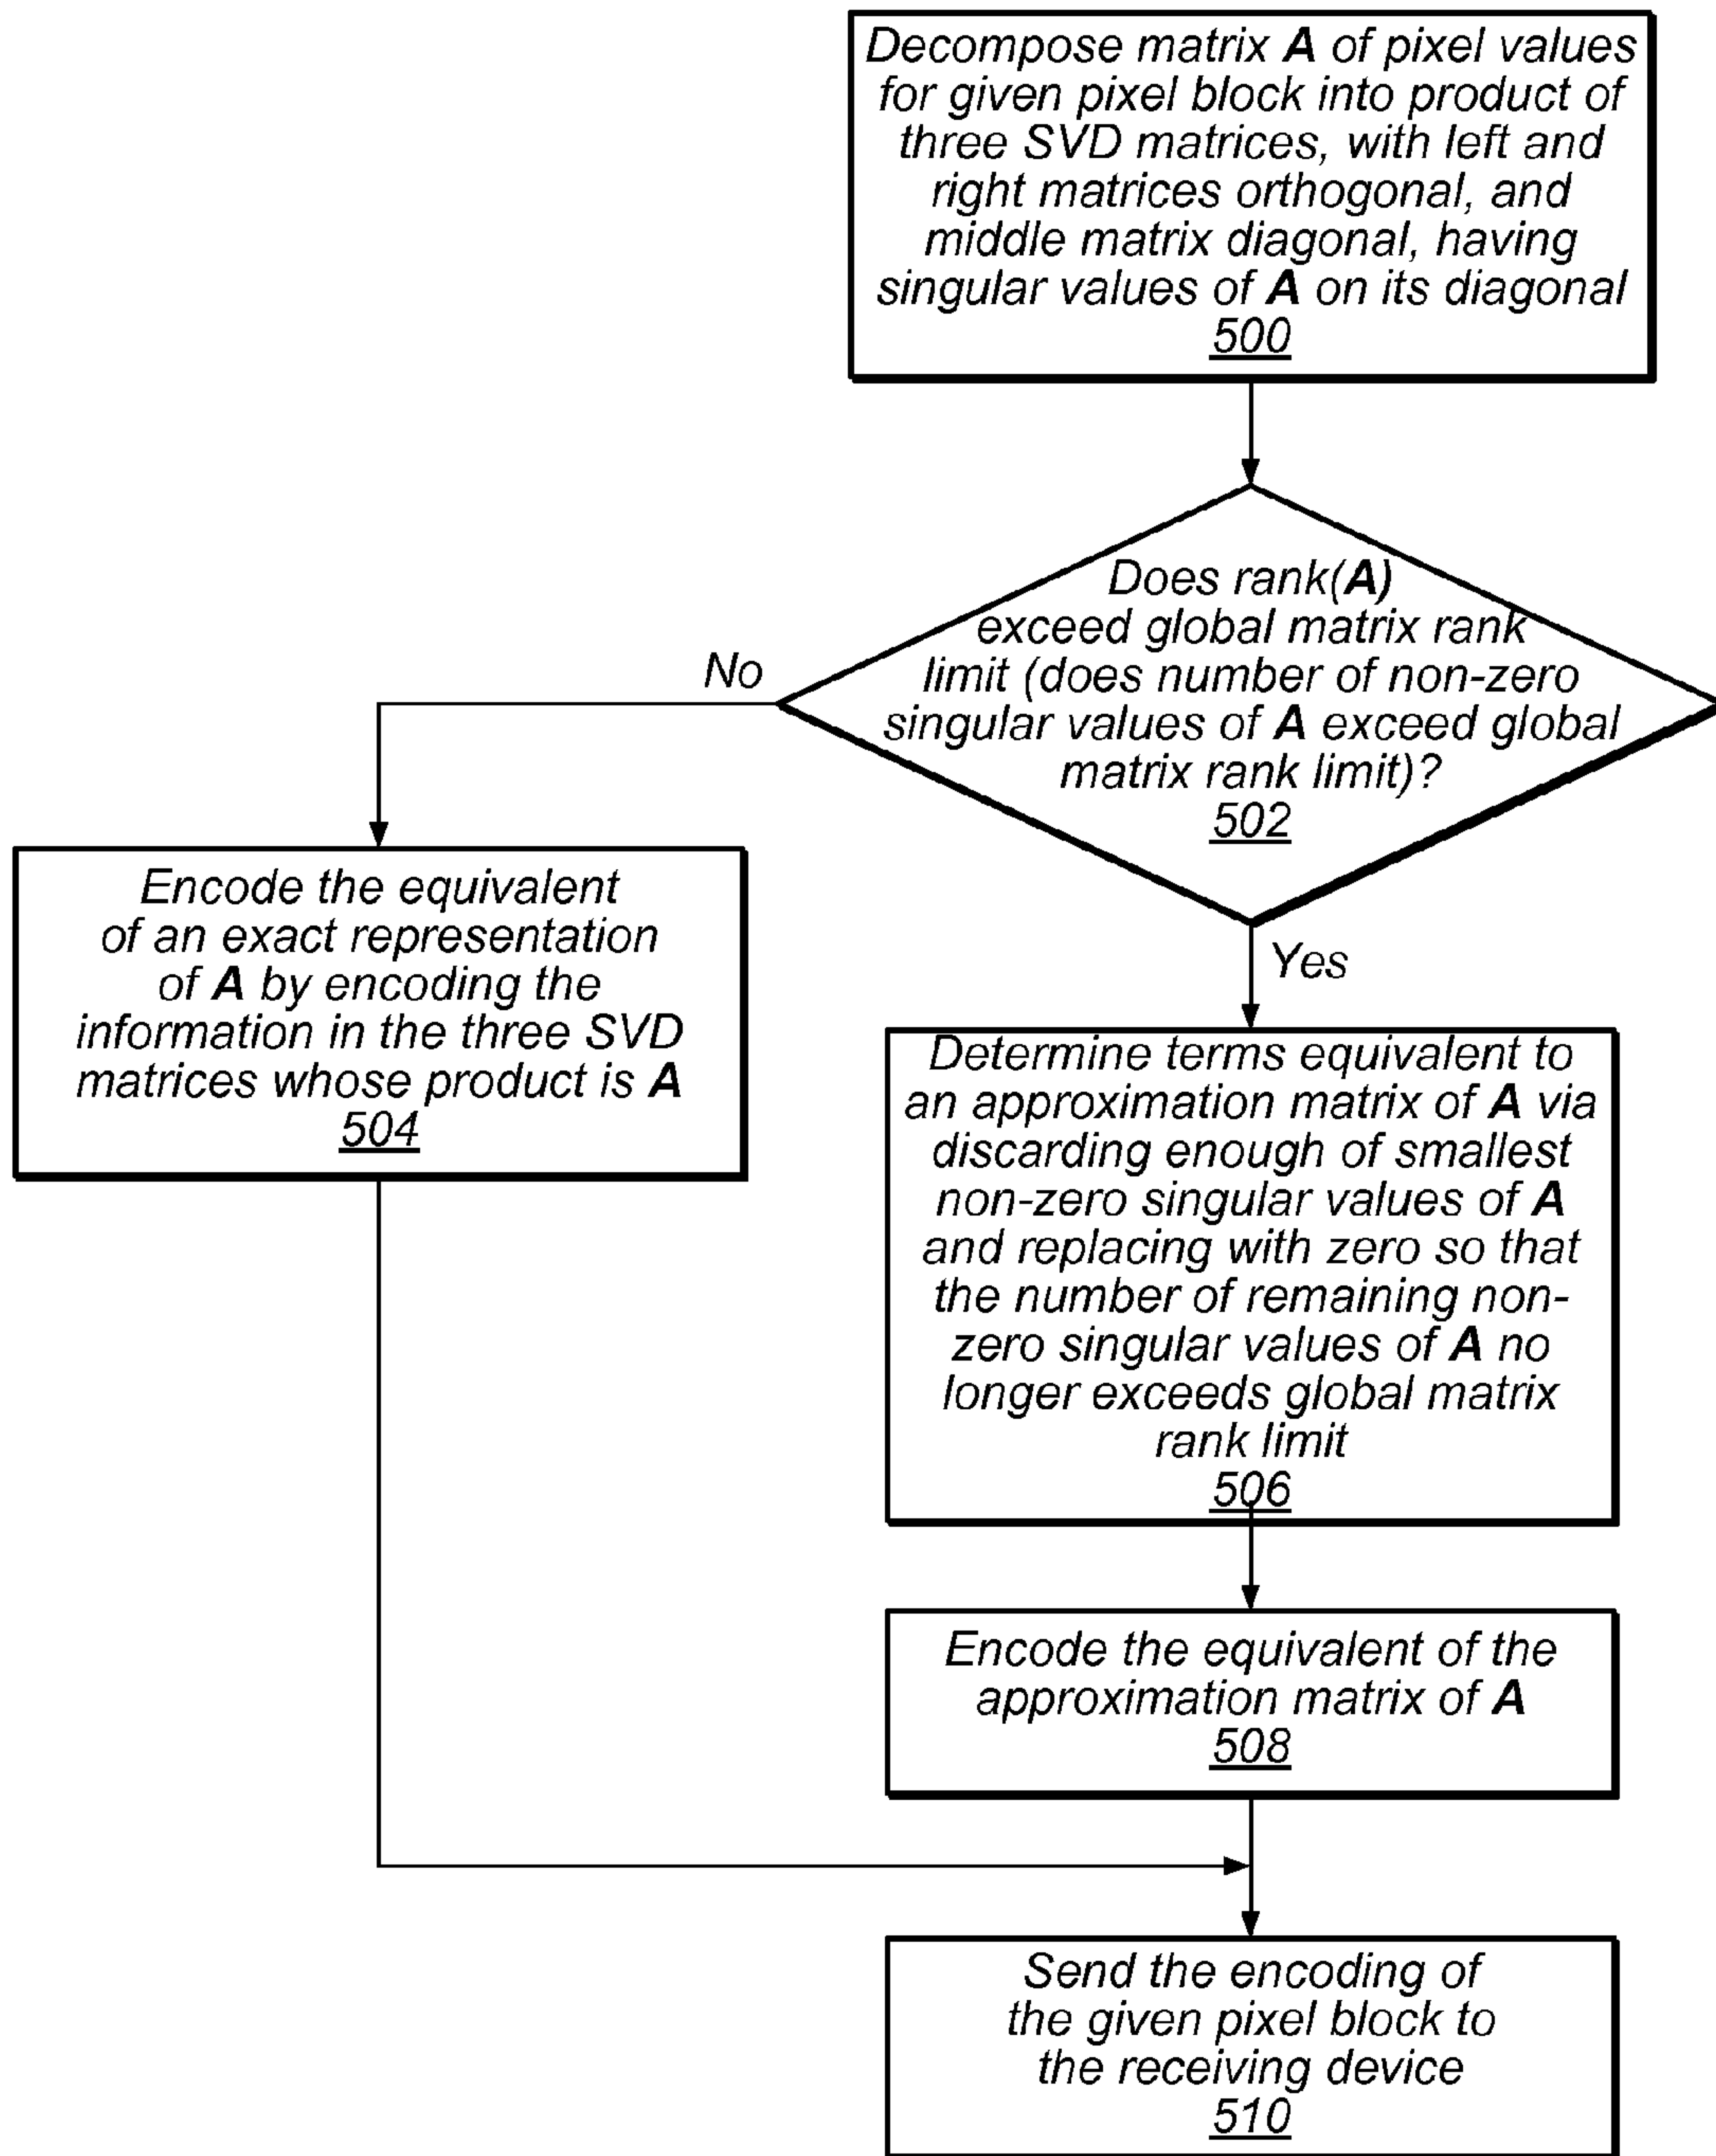 Decompose matrix A of pixel values
for given pixel block into product of
three SVD matrices, with left and
right matrices orthogonal, and
middle matrix diagonal, having
singular values of A on its diagonal
500
Does rank(A)
exceed global matrix rank
limit (does number of non-zero
singular values of A exceed global
matrix rank limit)?
502
No
Encode the equivalent
of an exact representation
of A by encoding the
information in the three SVD
matrices whose product is A
504
Yes
Determine terms equivalent to
an approximation matrix of A via
discarding enough of smallest
non-zero singular values of A
and replacing with zero so that
the number of remaining non-
zero singular values of A no
longer exceeds global matrix
rank limit
506
Encode the equivalent of the
approximation matrix of A
508
Send the encoding of
the given pixel block to
the receiving device
510